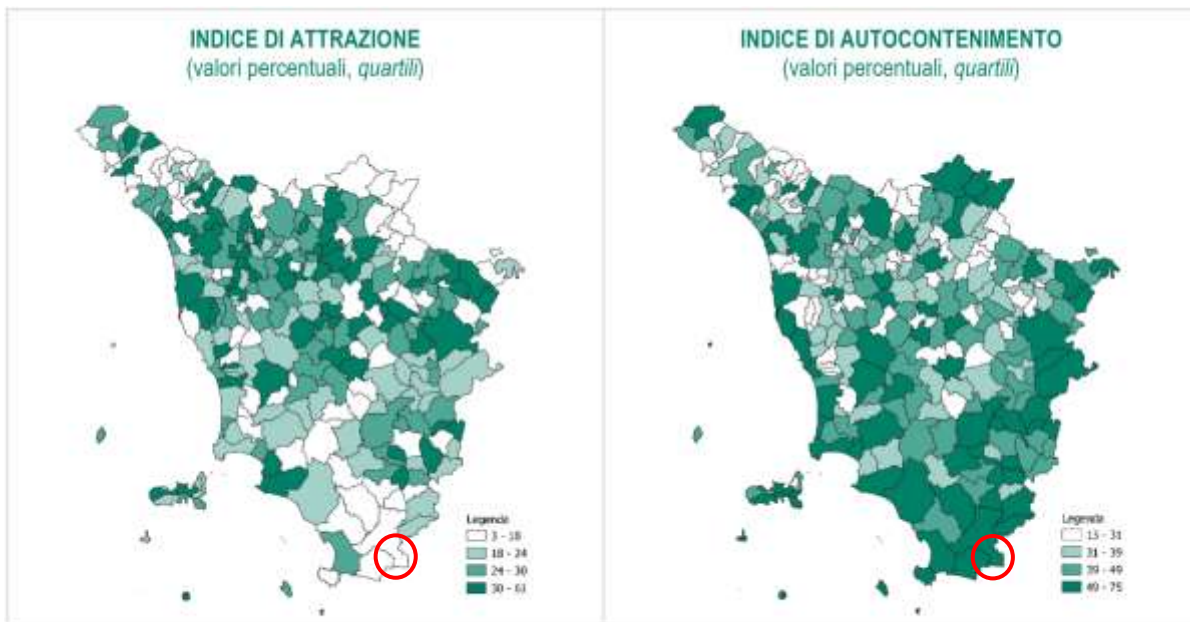 INDICE DI ATTRAZIONE
(valori percentuali, quartili)
Legenda
3 - 18
18 - 24
24 - 30
30 - 61
INDICE DI AUTOCONTENIMENTO
(valori percentuali, quartili)
Legenda
13 - 31
31 - 39
39 - 49
49 - 75